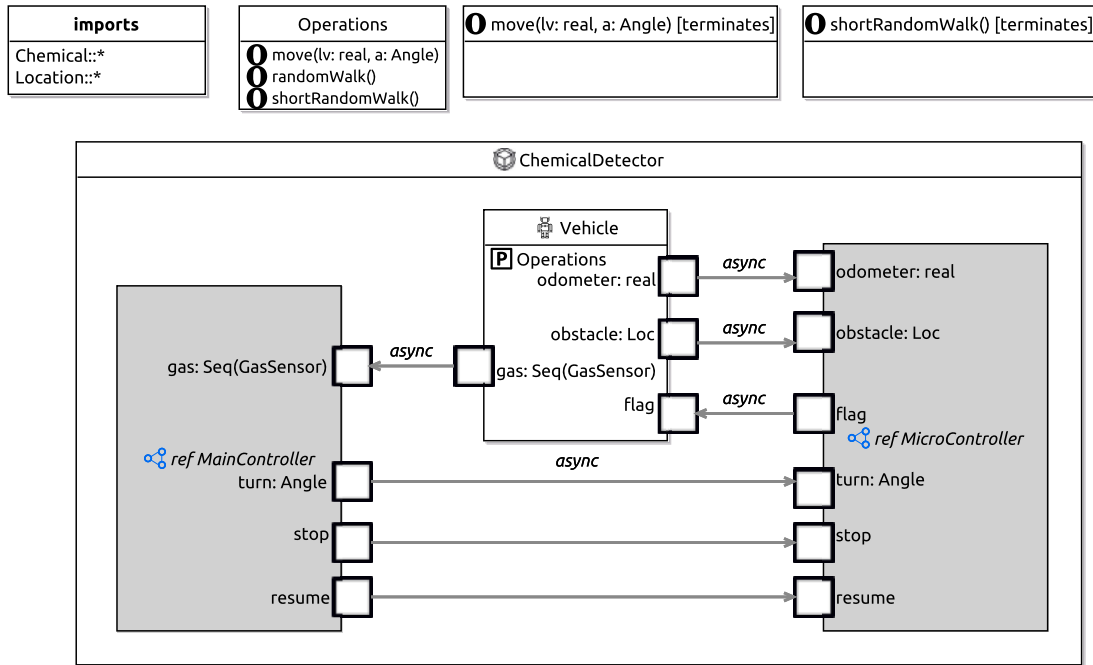 imports
Chemical::*
Location::*
Operations
O move(lv: real, a: Angle)
O randomWalk()
O shortRandomWalk()
O move(lv: real, a: Angle) [terminates]
O shortRandomWalk() [terminates]
ChemicalDetector
Vehicle
P Operations
odometer: real
async
odometer: real
obstacle: Loc
async
obstacle: Loc
gas: Seq(GasSensor)
async
gas: Seq(GasSensor)
flag
async
flag
ref MainController
ref MicroController
turn: Angle
async
turn: Angle
stop
stop
resume
resume